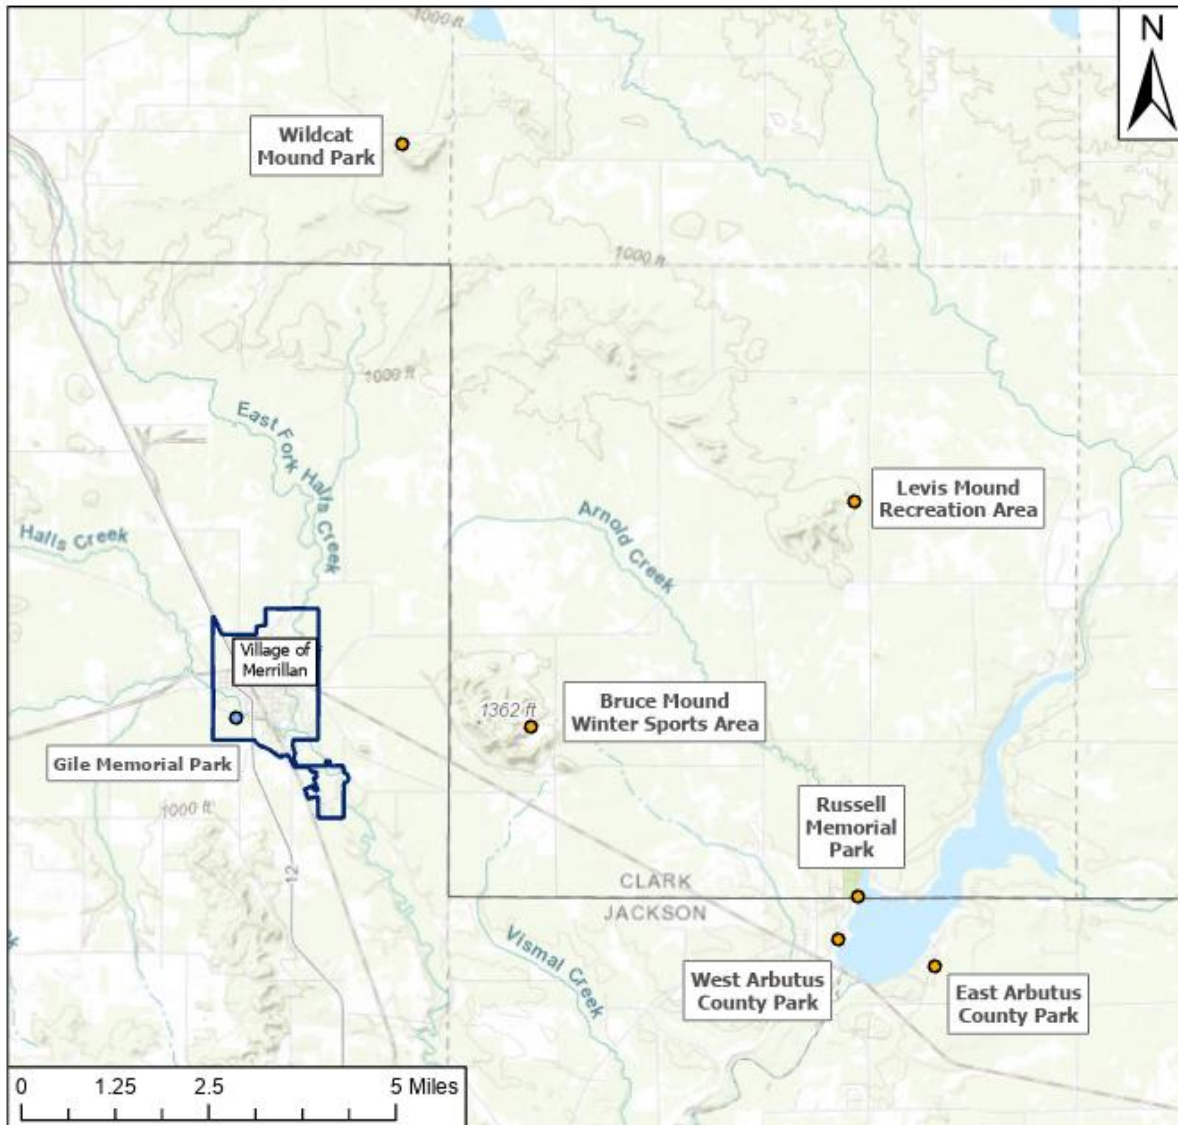 1000 ft
N
Wildcat
Mound Park
1000 ft
1000 ft
East Fork Halls Creek
Levis Mound
Recreation Area
Halls Creek
Arnold Creek
Village of
Merrillan
1362 ft
Bruce Mound
Winter Sports Area
Gile Memorial Park
1000 ft
Russell
Memorial
Park
12
CLARK
JACKSON
Vismal Creek
West Arbutus
County Park
East Arbutus
County Park
0 1.25 2.5 5 Miles